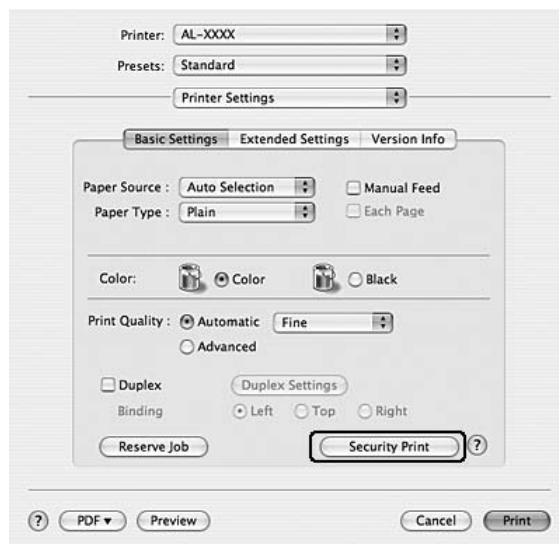 Printer: AL-XXXX
Presets: Standard
Printer Settings
Basic Settings Extended Settings Version Info
Paper Source : Auto Selection Manual Feed
Paper Type : Plain Each Page
Color: Color Black
Print Quality : Automatic Fine
Advanced
Duplex Duplex Settings
Binding Left Top Right
Reserve Job Security Print ?
? PDF ▾ Preview Cancel Print